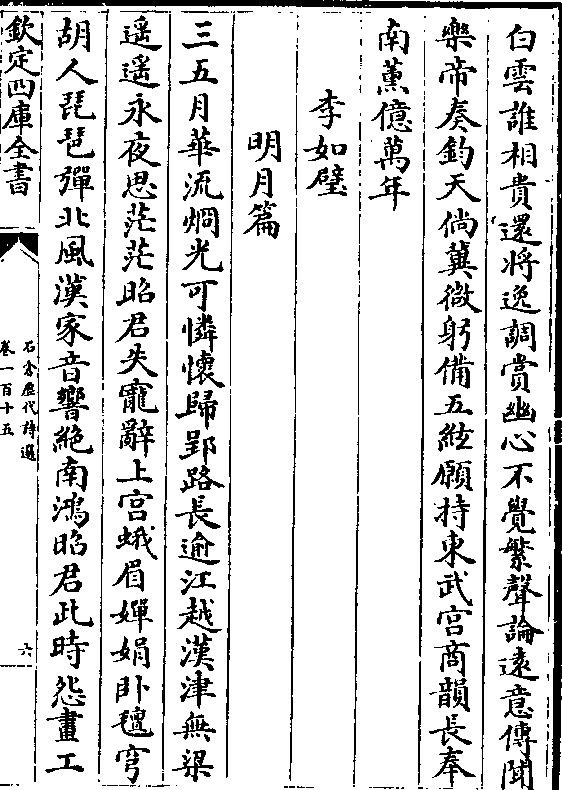 白雲誰相貴還將逸調賞幽心不覺繁聲論遠意傳聞
樂帝奏鈞天倘冀微躬備五絃願持東武宮商韻長奉
南薰億萬年
李如璧
明月篇
三五月華流烱光可憐懷歸郢路長逾江越漢津無梁
遥遥永夜思茫茫昭君失寵辭上宫蛾眉嬋娟卧氊穹
胡人琵琶彈北風漢家音響絶南鴻昭君此時怨畫工
欽定四庫全書
石倉歷代詩選
卷一百十五
六